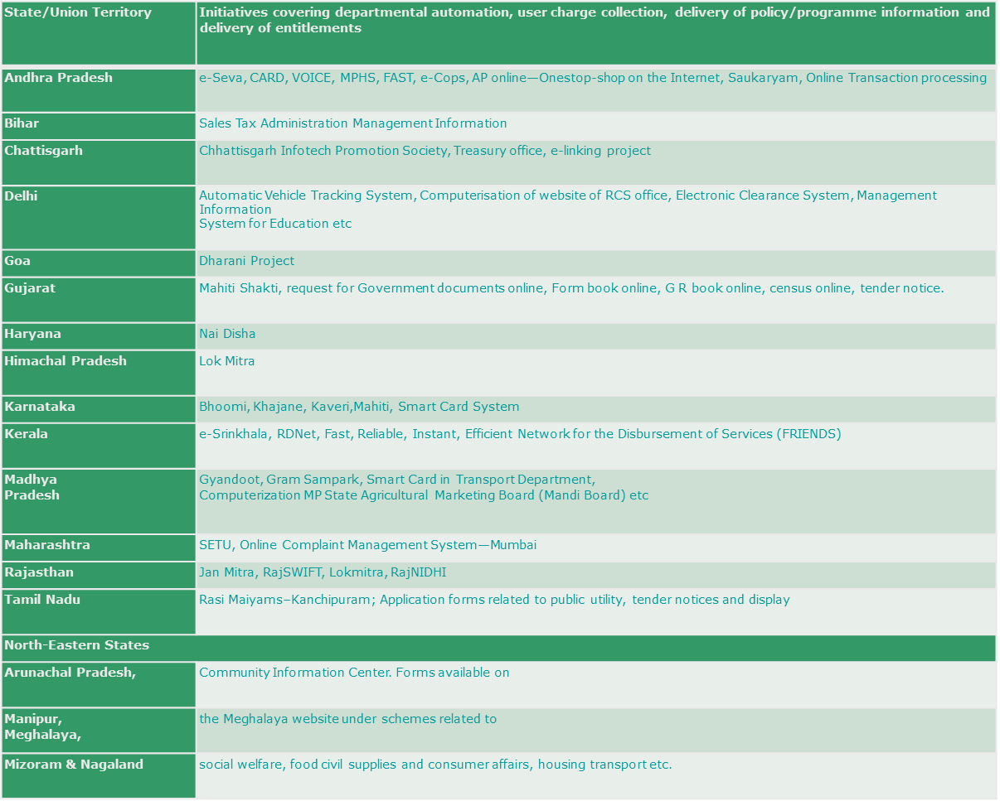 State/Union Territory
Initiatives covering departmental automation, user charge collection, delivery of policy/programme information and
delivery of entitlements
Andhra Pradesh
e-Seva, CARD, VOICE, MPHS, FAST, e-Cops, AP online—Onestop-shop on the Internet, Saukaryam, Online Transaction processing
Bihar
Sales Tax Administration Management Information
Chattisgarh
Chhattisgarh Infotech Promotion Society, Treasury office, e-linking project
Delhi
Automatic Vehicle Tracking System, Computerisation of website of RCS office, Electronic Clearance System, Management
Information
System for Education etc
Goa
Dharani Project
Gujarat
Mahiti Shakti, request for Government documents online, Form book online, G R book online, census online, tender notice.
Haryana
Nai Disha
Himachal Pradesh
Lok Mitra
Karnataka
Bhoomi, Khajane, Kaveri,Mahiti, Smart Card System
Kerala
e-Srinkhala, RDNet, Fast, Reliable, Instant, Efficient Network for the Disbursement of Services (FRIENDS)
Madhya
Pradesh
Gyandoot, Gram Sampark, Smart Card in Transport Department,
Computerization MP State Agricultural Marketing Board (Mandi Board) etc
Maharashtra
SETU, Online Complaint Management System—Mumbai
Rajasthan
Jan Mitra, RajSWIFT, Lokmitra, RajNIDHI
Tamil Nadu
Rasi Maiyams–Kanchipuram; Application forms related to public utility, tender notices and display
North-Eastern States
Arunachal Pradesh,
Community Information Center. Forms available on
Manipur,
Meghalaya,
the Meghalaya website under schemes related to
Mizoram & Nagaland
social welfare, food civil supplies and consumer affairs, housing transport etc.